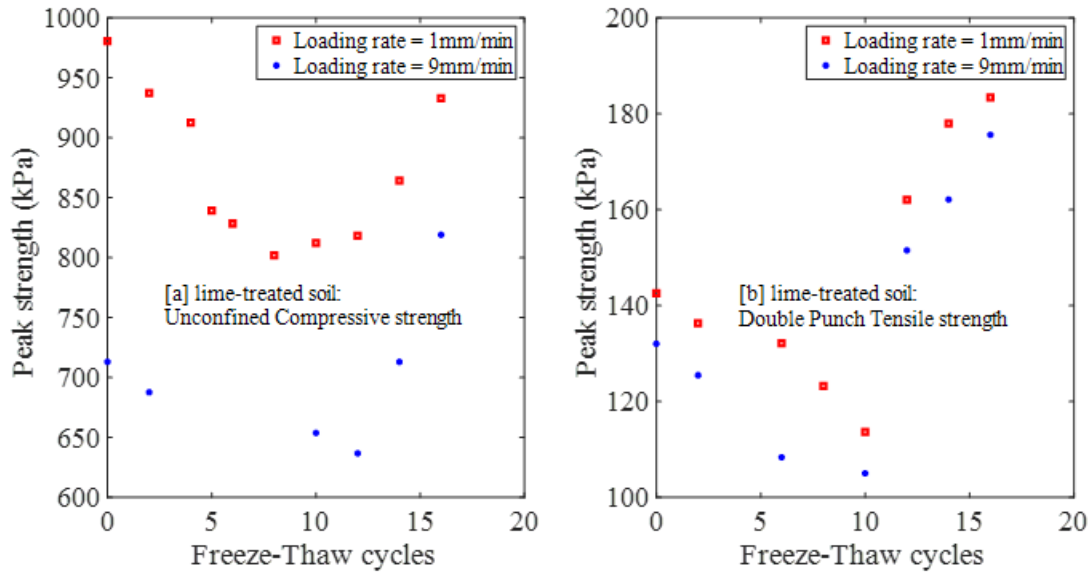 1000
950
900
850
800
750
700
650
600
Peak strength (kPa)
Loading rate = 1mm/min
Loading rate = 9mm/min
[a] lime-treated soil:
Unconfined Compressive strength
0
5
10
15
20
Freeze-Thaw cycles
200
180
160
140
120
100
Peak strength (kPa)
Loading rate = 1mm/min
Loading rate = 9mm/min
[b] lime-treated soil:
Double Punch Tensile strength
0
5
10
15
20
Freeze-Thaw cycles